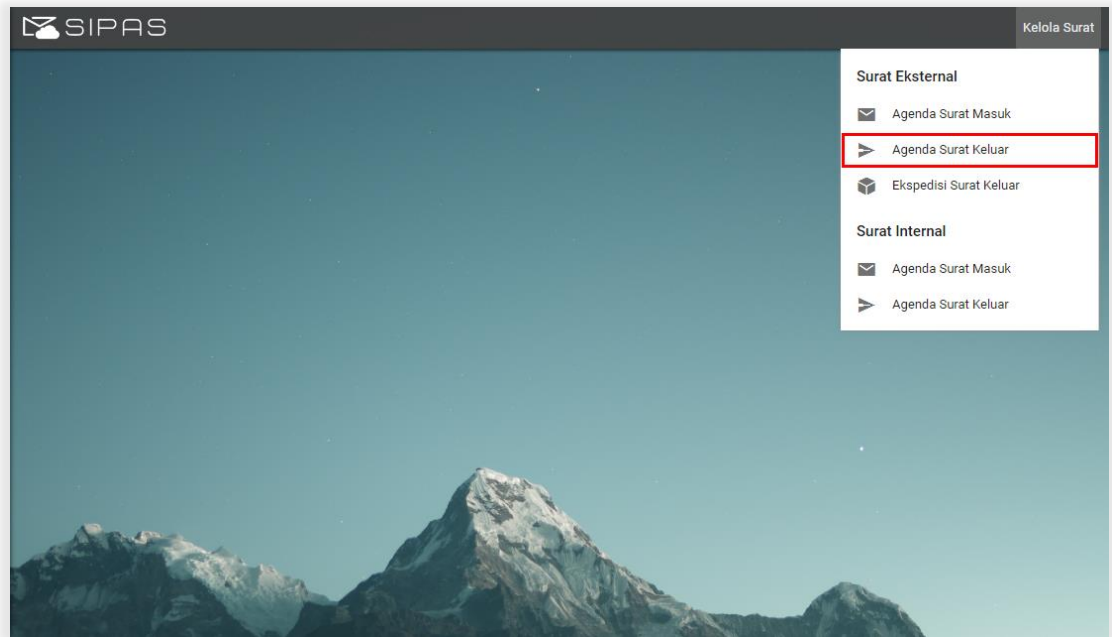 SIPAS
Kelola Surat
Surat Eksternal
Agenda Surat Masuk
Agenda Surat Keluar
Ekspedisi Surat Keluar
Surat Internal
Agenda Surat Masuk
Agenda Surat Keluar